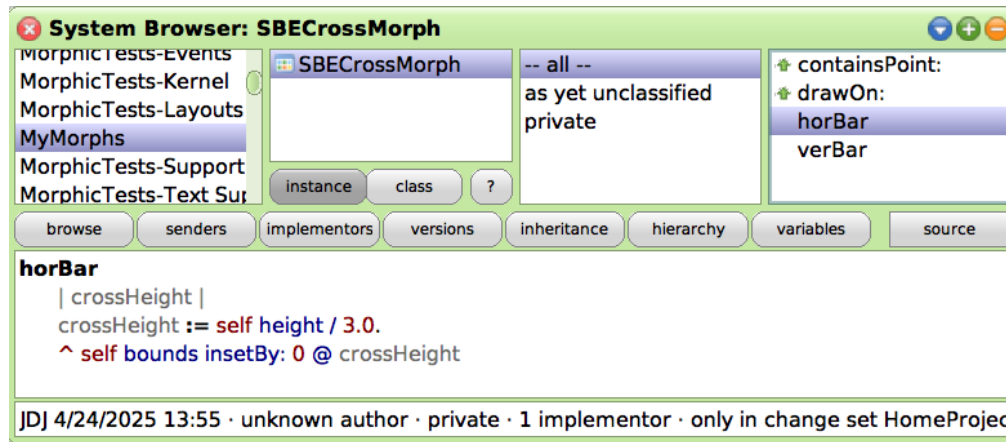 System Browser: SBECrossMorph
MorphicTests-Events
MorphicTests-Kernel
MorphicTests-Layouts
MyMorphs
MorphicTests-Support
MorphicTests-Text Sup
SBECrossMorph
instance class ?
-- all --
as yet unclassified
private
containsPoint:
drawOn:
horBar
verBar
browse senders implementors versions inheritance hierarchy variables source
horBar
| crossHeight |
crossHeight := self height / 3.0.
^ self bounds insetBy: 0 @ crossHeight
JDJ 4/24/2025 13:55 · unknown author · private · 1 implementor · only in change set HomeProjec